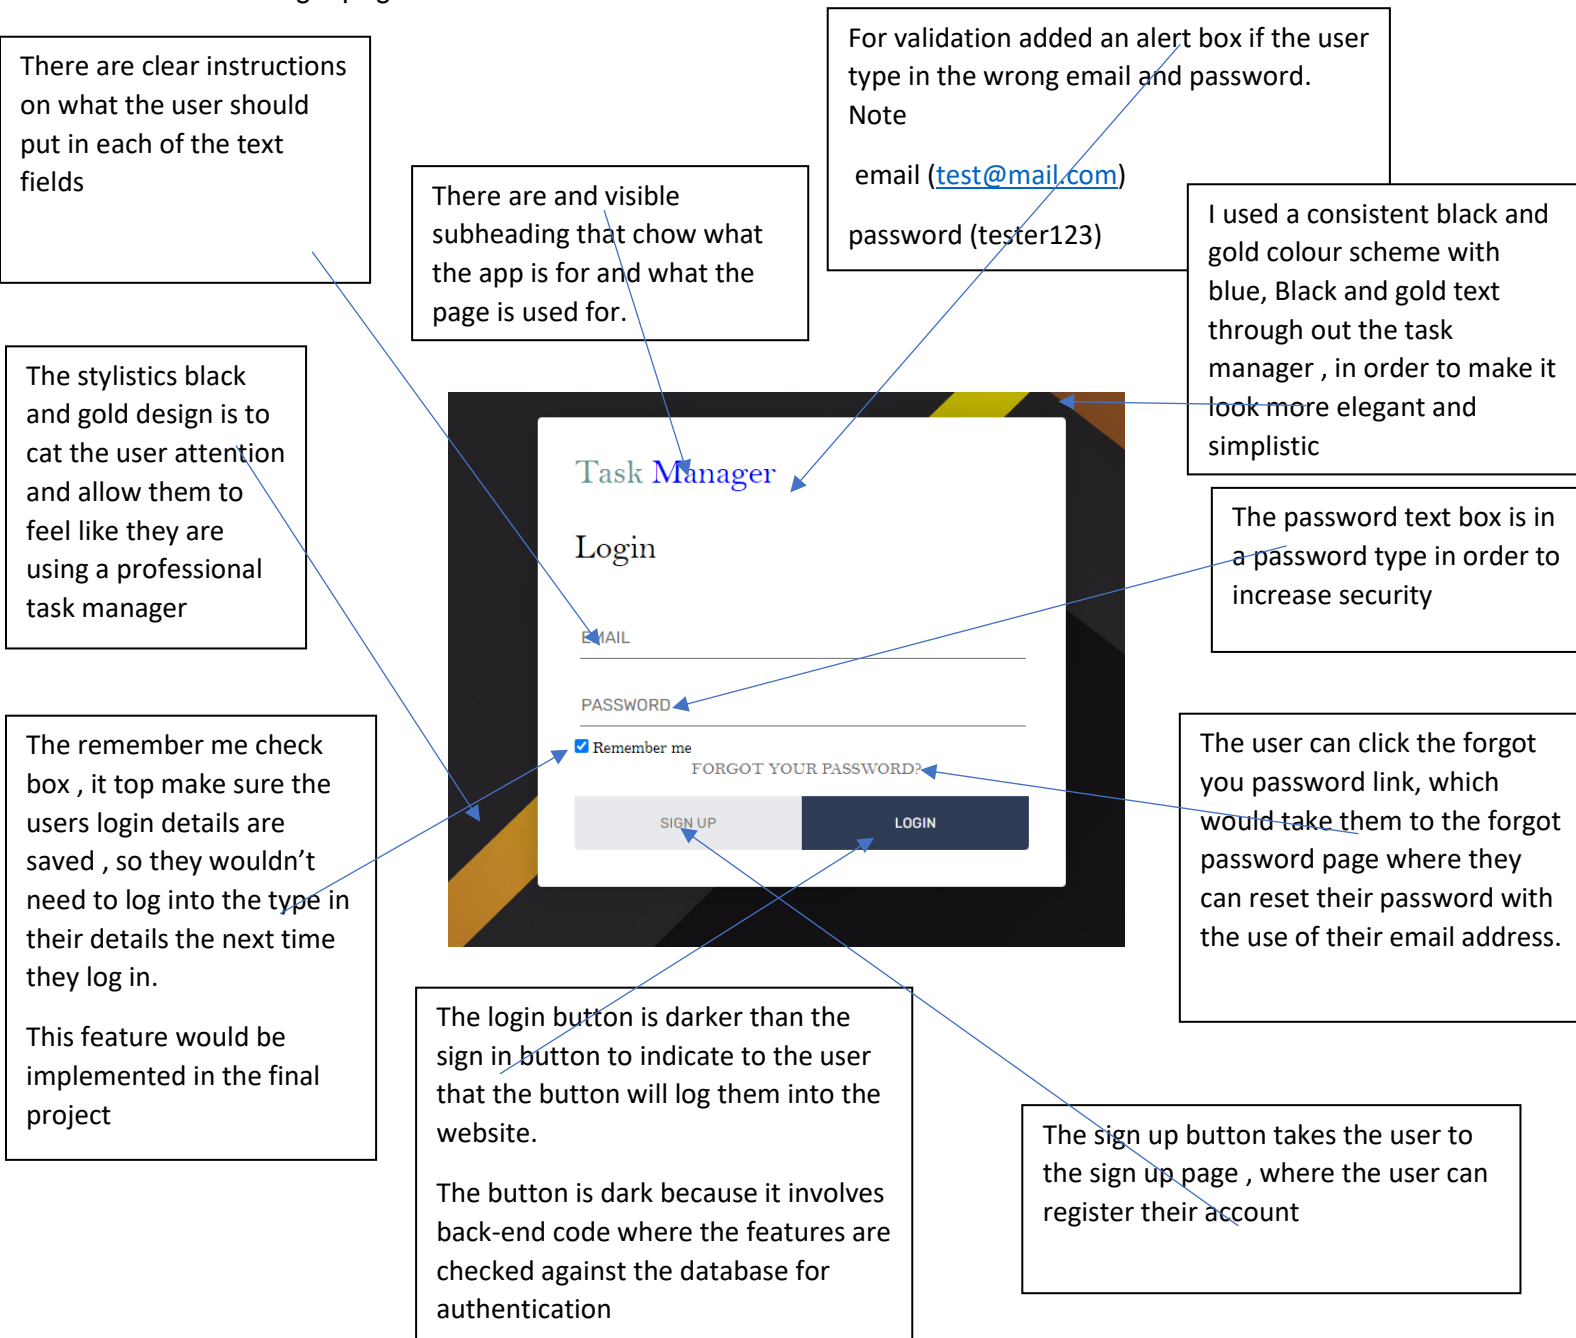 There are clear instructions
on what the user should
put in each of the text
fields
For validation added an alert box if the user
type in the wrong email and password.
Note
email (test@mail.com)
password (tester123)
There are and visible
subheading that chow what
the app is for and what the
page is used for.
I used a consistent black and
gold colour scheme with
blue, Black and gold text
through out the task
manager , in order to make it
look more elegant and
simplistic
The stylistics black
and gold design is to
cat the user attention
and allow them to
feel like they are
using a professional
task manager
Task Manager
Login
EMAIL
PASSWORD
Remember me
FORGOT YOUR PASSWORD?
SIGN UP
LOGIN
The password text box is in
a password type in order to
increase security
The remember me check
box , it top make sure the
users login details are
saved , so they wouldn't
need to log into the type in
their details the next time
they log in.
This feature would be
implemented in the final
project
The user can click the forgot
you password link, which
would take them to the forgot
password page where they
can reset their password with
the use of their email address.
The login button is darker than the
sign in button to indicate to the user
that the button will log them into the
website.
The button is dark because it involves
back-end code where the features are
checked against the database for
authentication
The sign up button takes the user to
the sign up page , where the user can
register their account